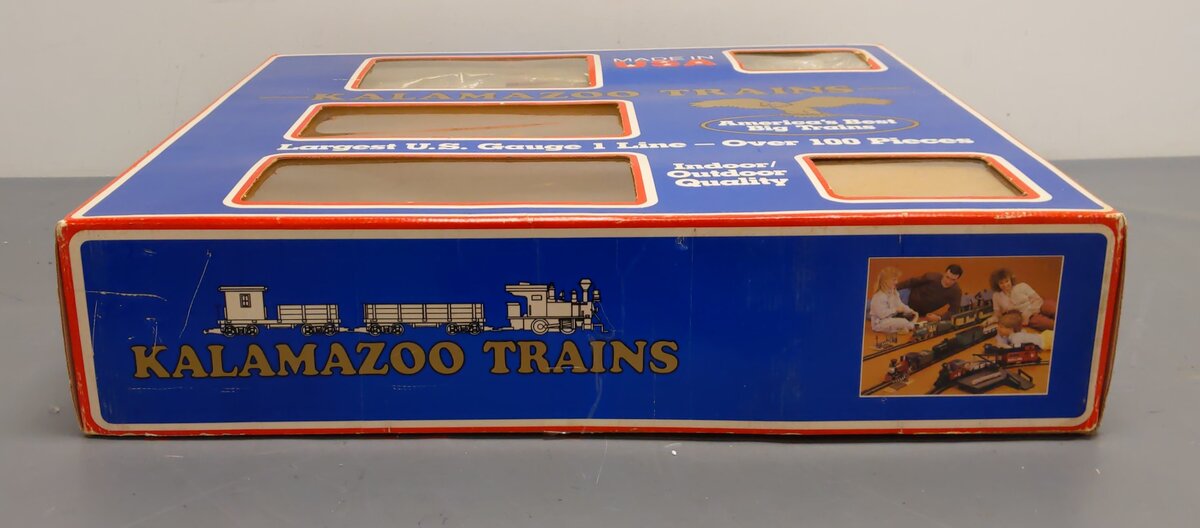 MADE IN
USA
KALAMAZOO TRAINS
America's Best
Big Trains
Largest U.S. Gauge 1 Line – Over 100 Pieces
Indoor/
Outdoor
Quality
KALAMAZOO TRAINS